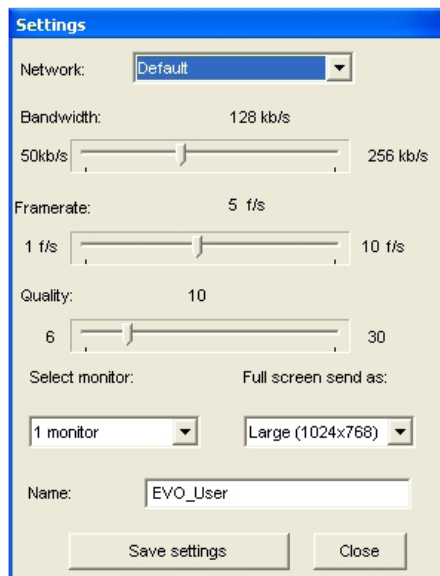 Settings
Network: Default
Bandwidth: 128 kb/s
50kb/s 256 kb/s
Framerate: 5 f/s
1 f/s 10 f/s
Quality: 10
6 30
Select monitor: Full screen send as:
1 monitor Large (1024x768)
Name: EVO_User
Save settings Close